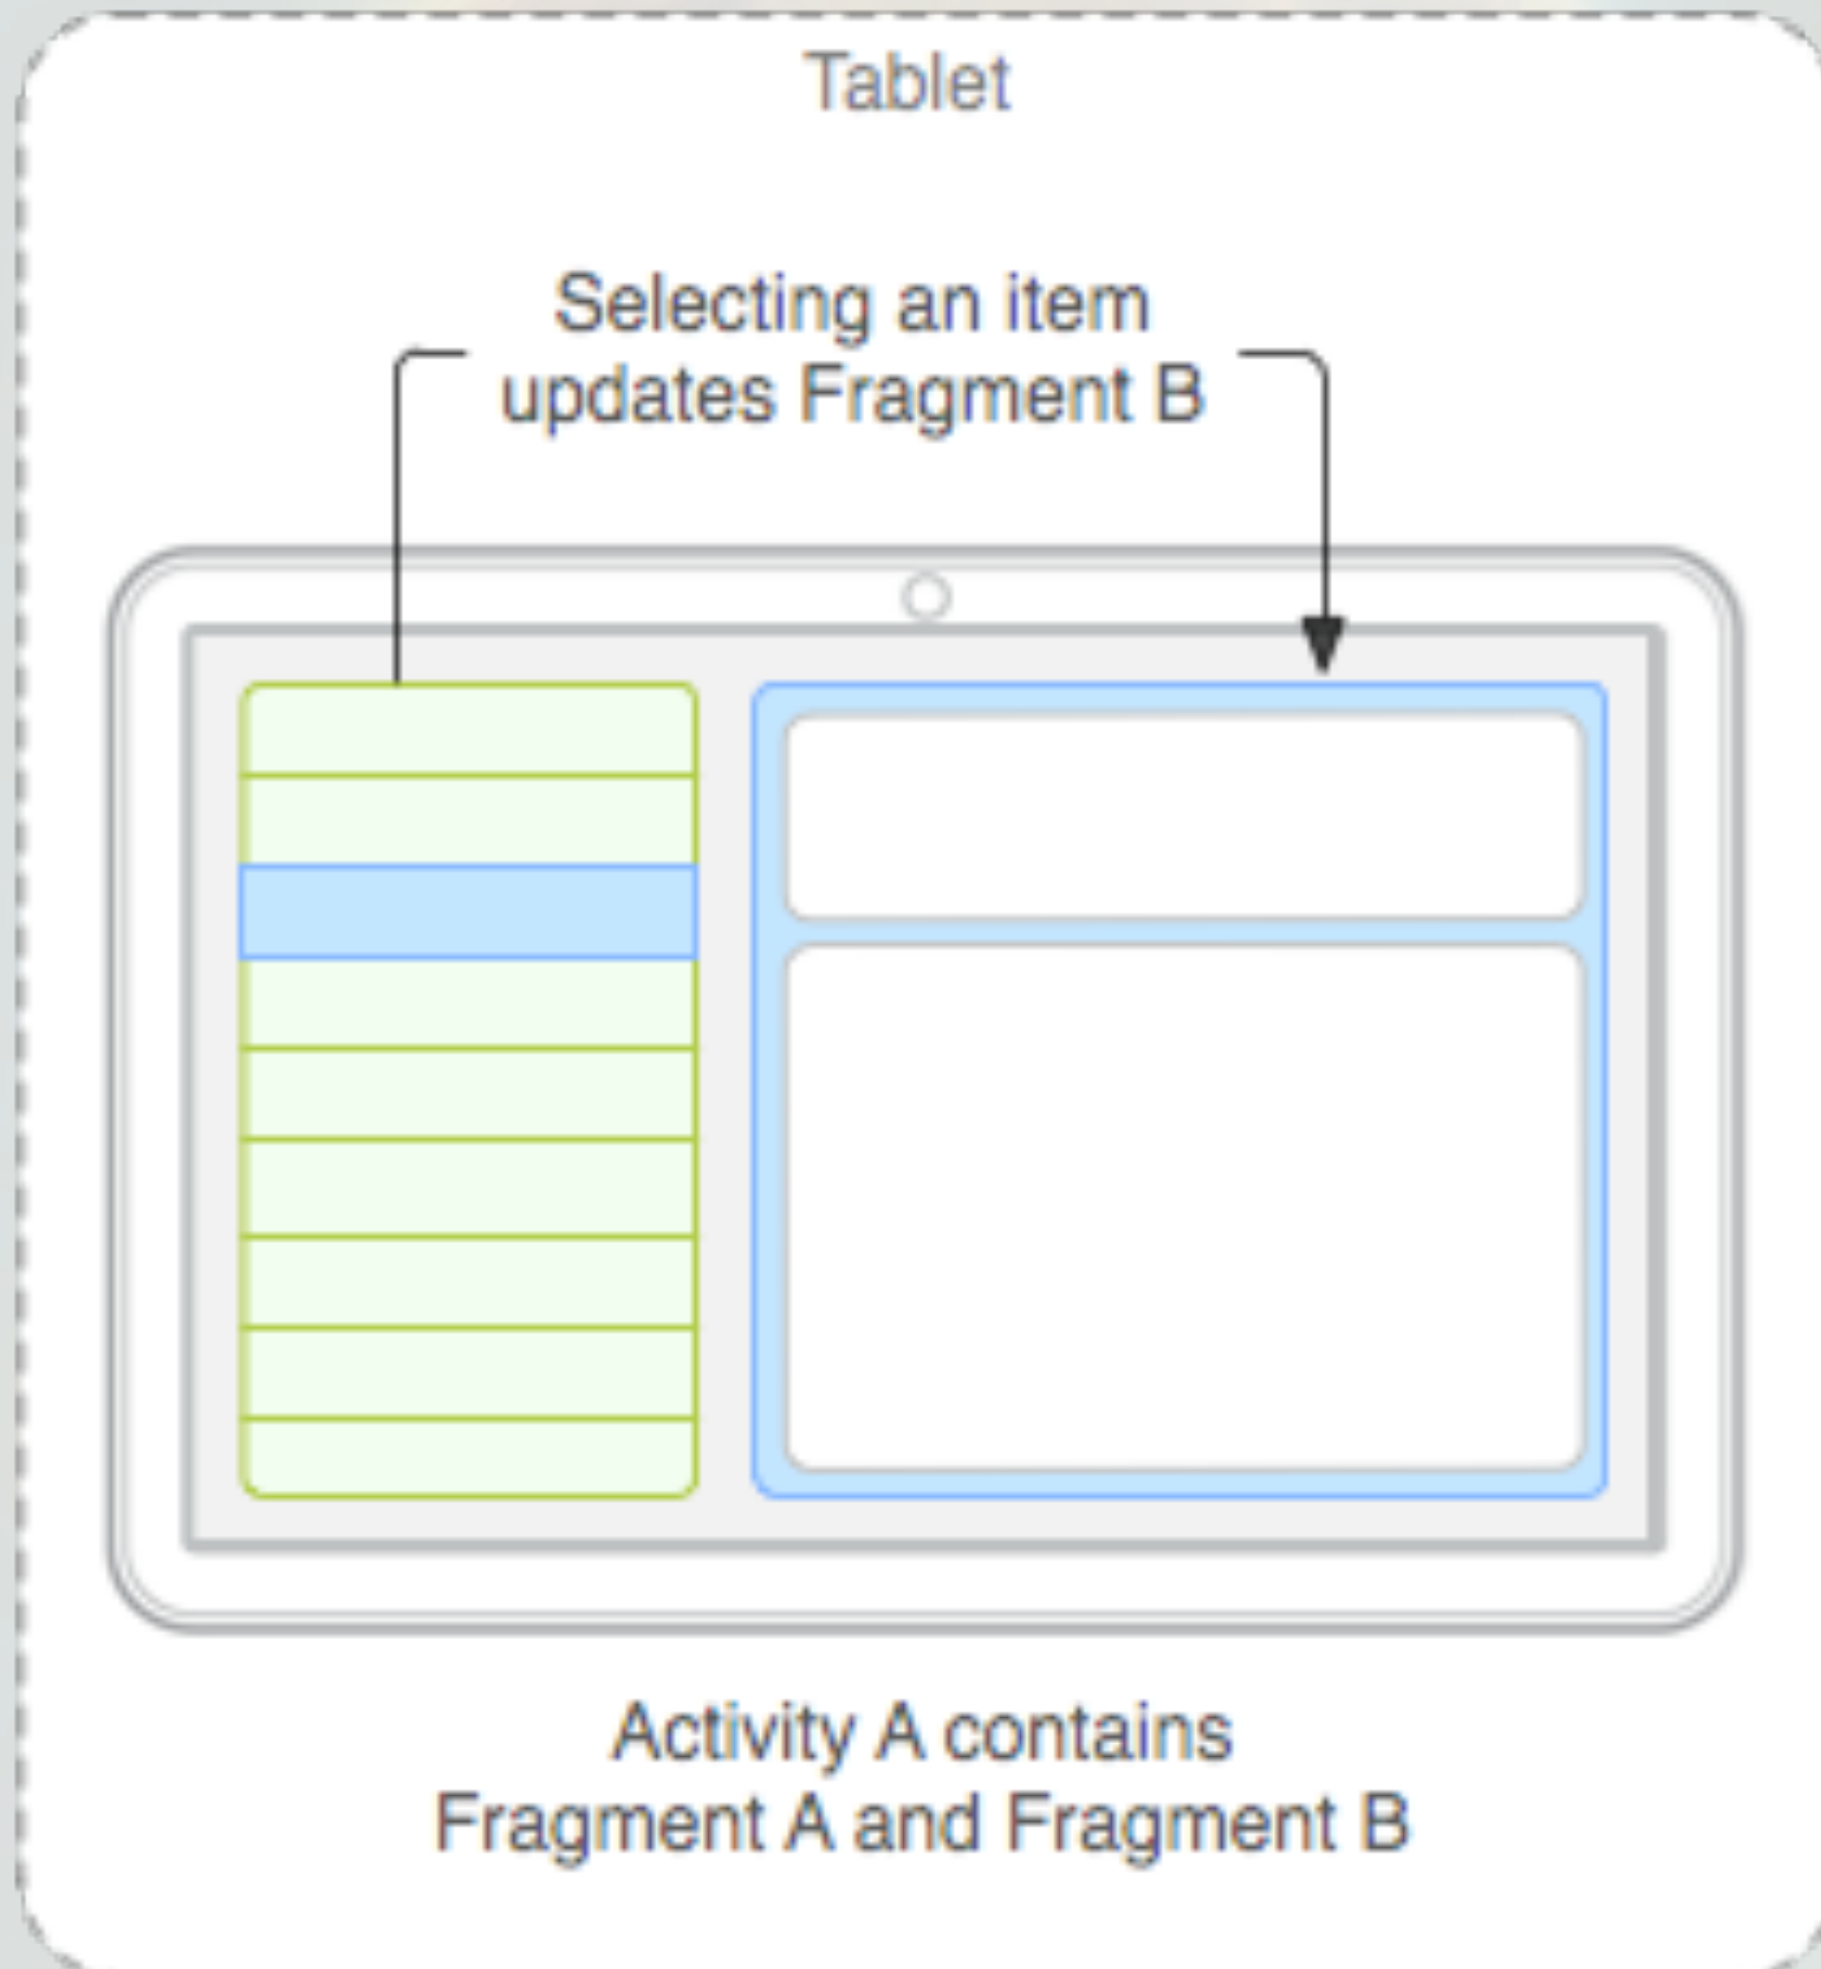 Tablet
Selecting an item
updates Fragment B
Activity A contains
Fragment A and Fragment B